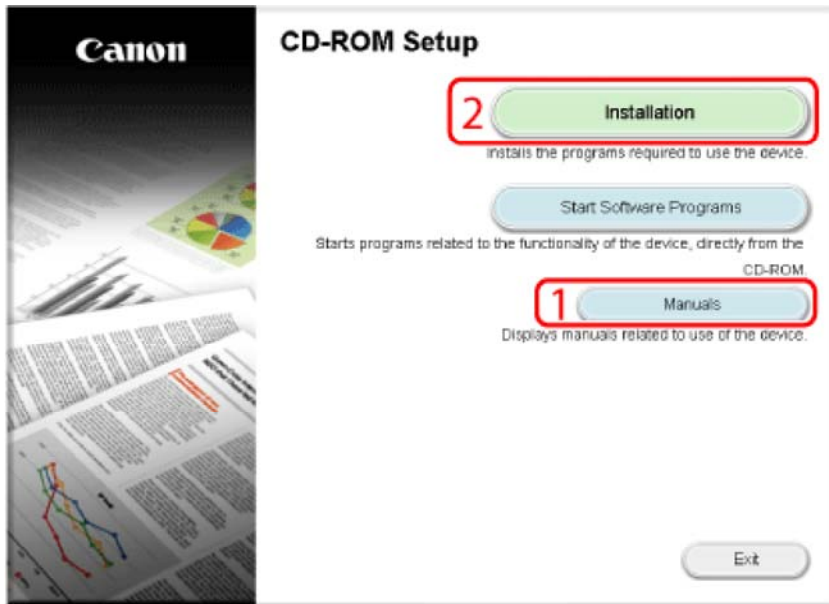 Canon
CD-ROM Setup
2
Installation
Installs the programs required to use the device.
Start Software Programs
Starts programs related to the functionality of the device, directly from the
CD-ROM.
1
Manuals
Displays manuals related to use of the device.
Exit